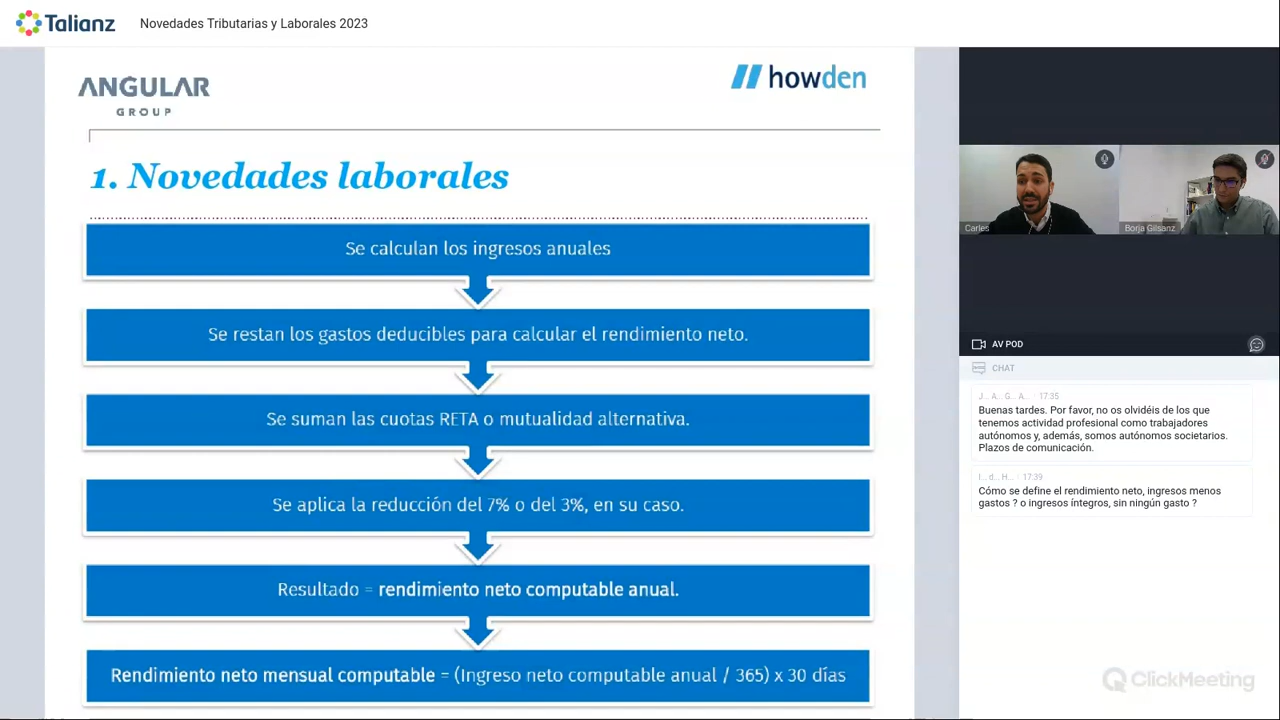 Talianz
Novedades Tributarias y Laborales 2023
ANGULAR
GROUP
howden
1. Novedades laborales
Se calculan los ingresos anuales
Se restan los gastos deducibles para calcular el rendimiento neto.
Se suman las cuotas RETA o mutualidad alternativa.
Se aplica la reducción del 7% o del 3%, en su caso.
Resultado = rendimiento neto computable anual.
Rendimiento neto mensual computable = (Ingreso neto computable anual / 365) x 30 días
Carles
Borja Gilsanz
AV POD
CHAT
J... A... G... A... 17:35
Buenas tardes. Por favor, no os olvidéis de los que
tenemos actividad profesional como trabajadores
autónomos y, además, somos autónomos societarios.
Plazos de comunicación.
I... d... H... 17:39
Cómo se define el rendimiento neto, ingresos menos
gastos ? o ingresos íntegros, sin ningún gasto ?
ClickMeeting